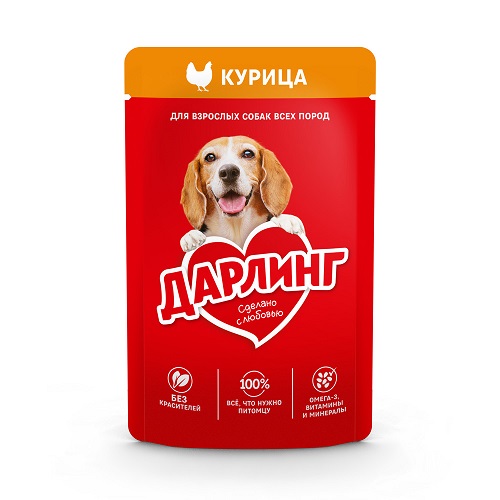 КУРИЦА
ДЛЯ ВЗРОСЛЫХ СОБАК ВСЕХ ПОРОД
ДАРЛИНГ
Сделано
с любовью
БЕЗ
КРАСИТЕЛЕЙ
100%
ВСЁ, ЧТО НУЖНО
ПИТОМЦУ
ОМЕГА-3,
ВИТАМИНЫ
И МИНЕРАЛЫ